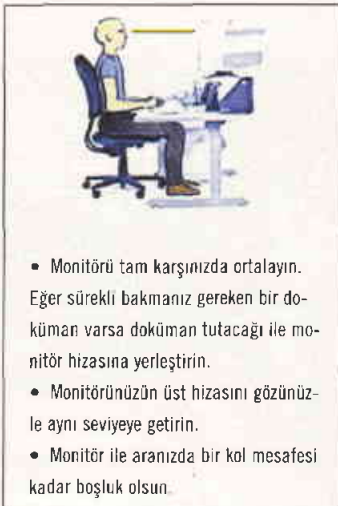 • Monitörü tam karşınızda ortalayın.
Eğer sürekli bakmanız gereken bir do-
küman varsa doküman tutacağı ile mo-
nitör hizasına yerleştirin.
• Monitörünüzün üst hizasını gözünüz-
le aynı seviyeye getirin.
• Monitör ile aranızda bir kol mesafesi
kadar boşluk olsun.